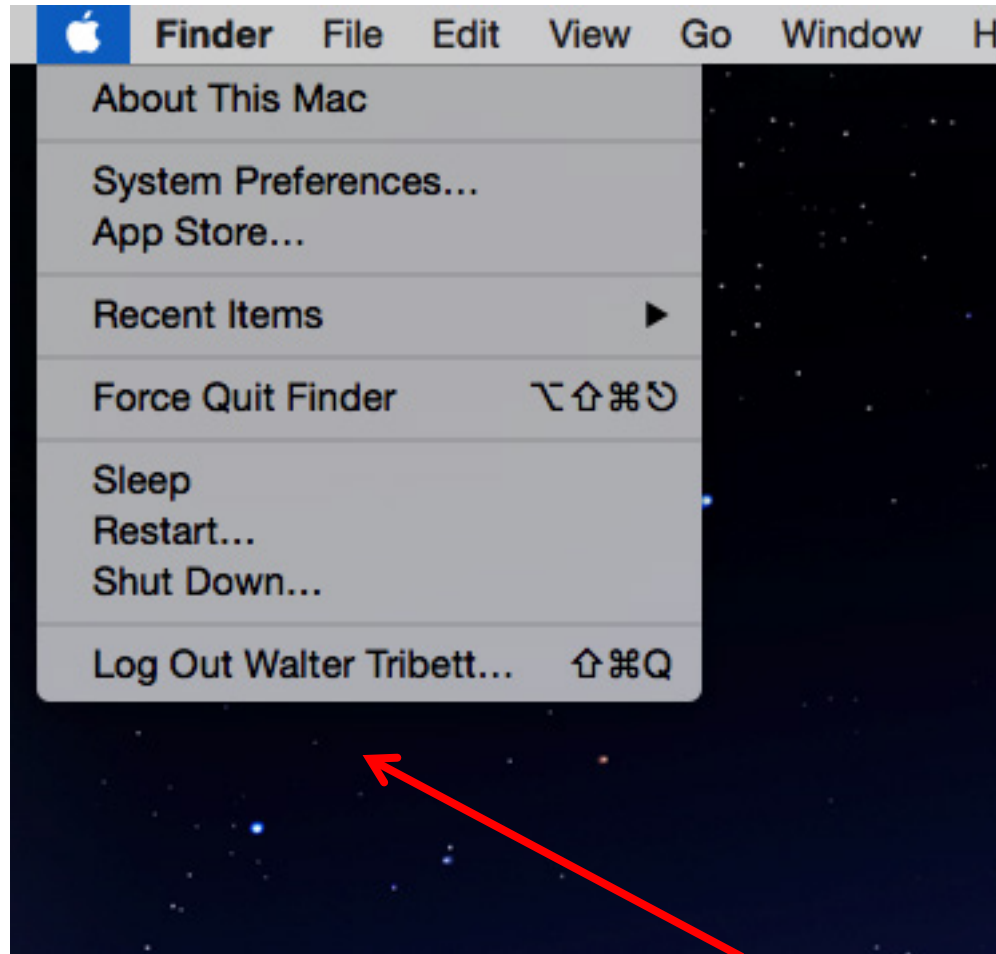 Finder File Edit View Go Window H
About This Mac
System Preferences...
App Store...
Recent Items ▶
Force Quit Finder ⌥⇧⌘⎋
Sleep
Restart...
Shut Down...
Log Out Walter Tribett... ⇧⌘Q